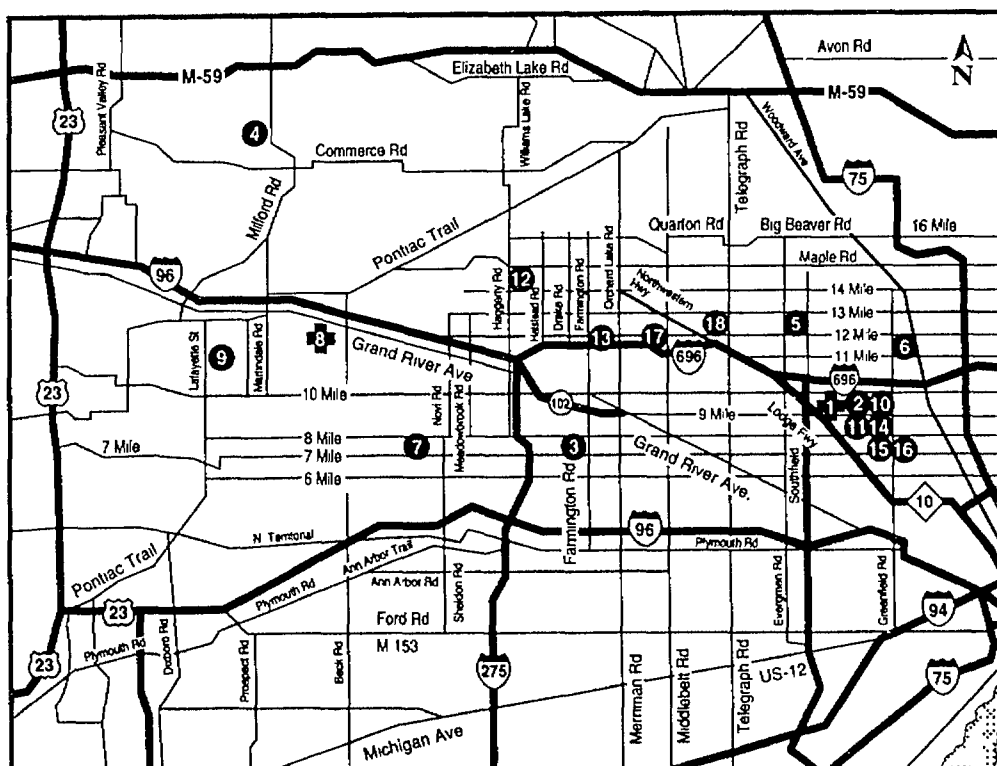 Avon Rd
N
Elizabeth Lake Rd
M-59
M-59
23
Pleasant Valley Rd
Williams Lake Rd
Woodward Ave
4
Commerce Rd
Telegraph Rd
75
Milford Rd
Pontiac Trail
Quarton Rd
Big Beaver Rd
16 Mile
Orchard Lake Rd
Maple Rd
96
Northwestern Hwy
Haggerty Rd
12
Halstead Rd
Drake Rd
Farmington Rd
14 Mile
13 Mile
12 Mile
11 Mile
5
6
18
17
13
8
9
Lafayette St
Martindale Rd
Grand River Ave
696
696
23
10 Mile
102
9 Mile
1
2
10
Novi Rd
Meadowbrook Rd
Lodge Fwy
11
14
7 Mile
8 Mile
7 Mile
6 Mile
7
3
15
16
Grand River Ave.
Southfield
Farmington Rd
10
96
N Territorial
Plymouth Rd
Pontiac Trail
Ann Arbor Trail
Plymouth Rd
Ann Arbor Rd
Sheldon Rd
Evergreen Rd
Greenfield Rd
94
23
Ford Rd
M 153
Plymouth Rd
23
Dixboro Rd
Prospect Rd
Beck Rd
275
Merriman Rd
Middlebelt Rd
Telegraph Rd
US-12
75
Michigan Ave